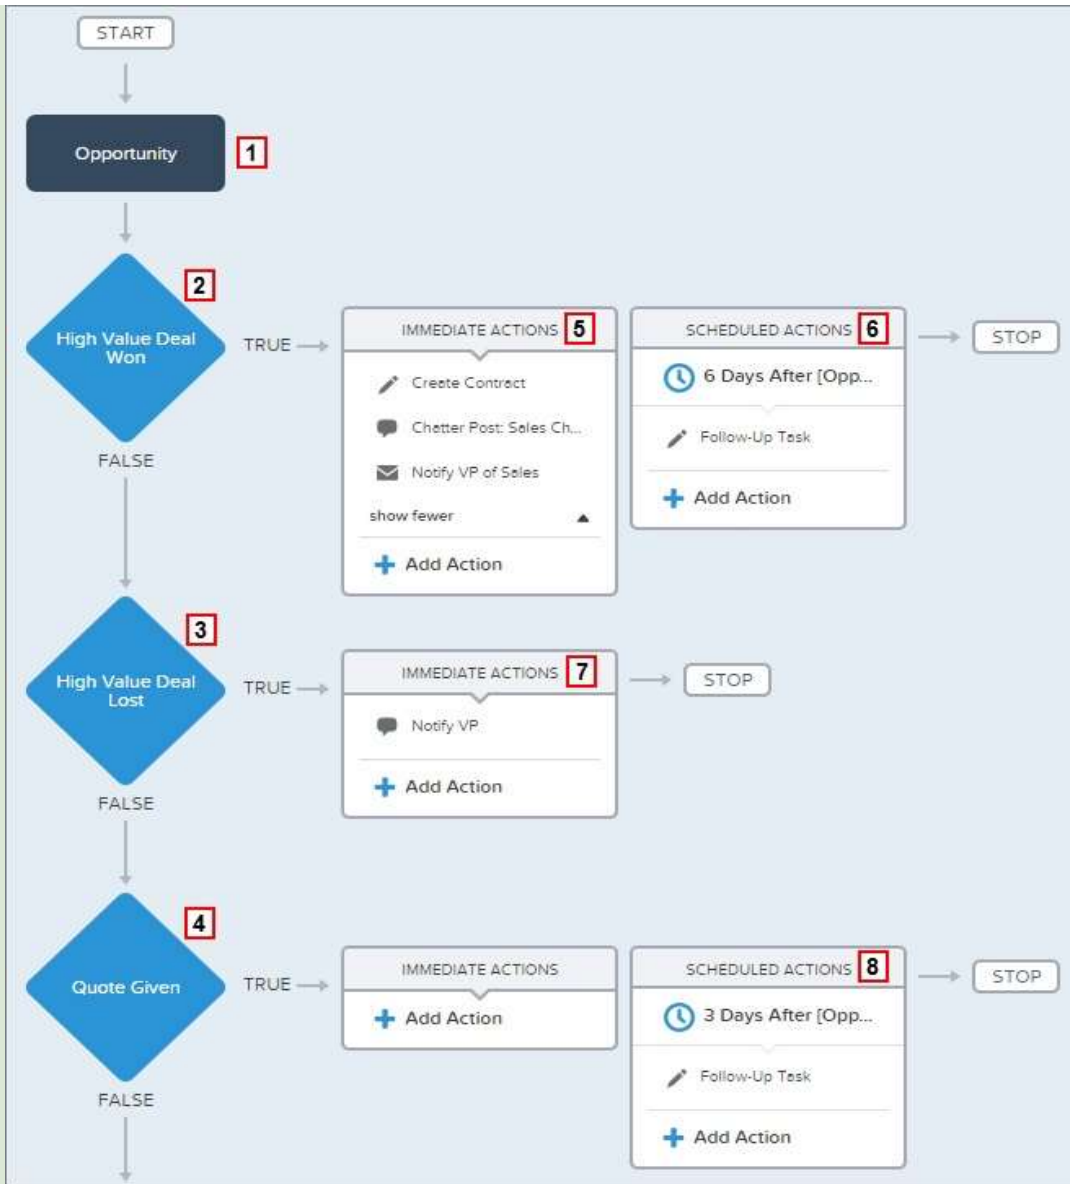 START
Opportunity
1
2
High Value Deal
Won
TRUE
FALSE
IMMEDIATE ACTIONS
5
Create Contract
Chatter Post: Sales Ch...
Notify VP of Sales
show fewer
Add Action
SCHEDULED ACTIONS
6
6 Days After [Opp...
Follow-Up Task
Add Action
STOP
3
High Value Deal
Lost
TRUE
FALSE
IMMEDIATE ACTIONS
7
Notify VP
Add Action
STOP
4
Quote Given
TRUE
FALSE
IMMEDIATE ACTIONS
Add Action
SCHEDULED ACTIONS
8
3 Days After [Opp...
Follow-Up Task
Add Action
STOP